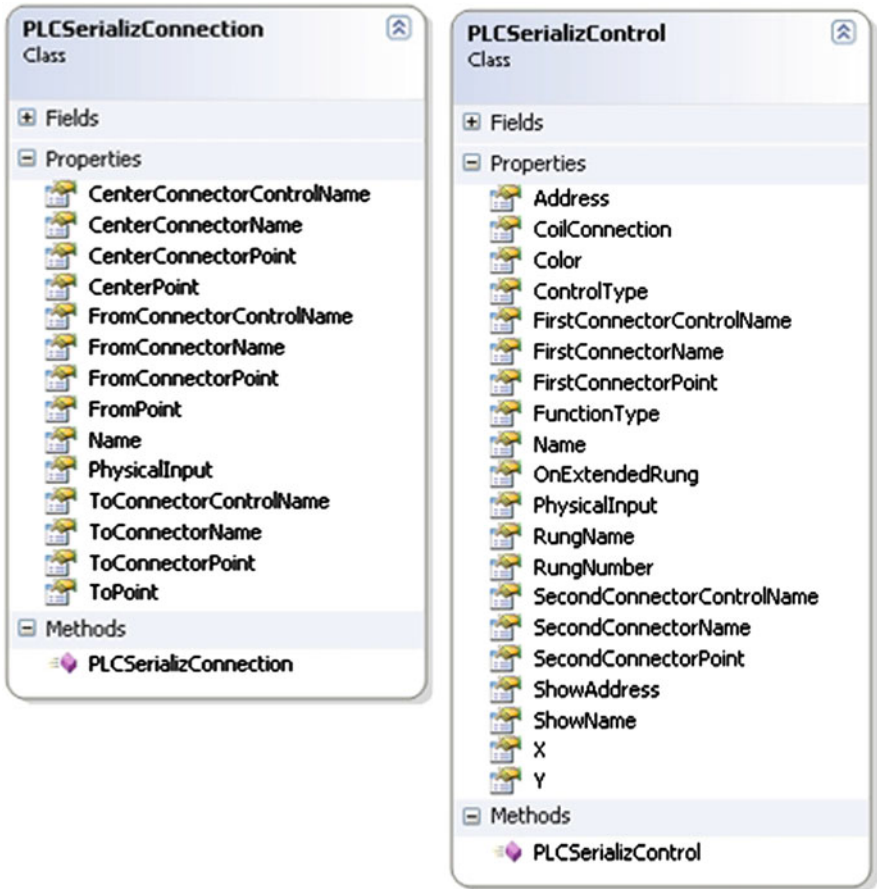 PLCSerializConnection
Class
Fields
Properties
CenterConnectorControlName
CenterConnectorName
CenterConnectorPoint
CenterPoint
FromConnectorControlName
FromConnectorName
FromConnectorPoint
FromPoint
Name
PhysicalInput
ToConnectorControlName
ToConnectorName
ToConnectorPoint
ToPoint
Methods
PLCSerializConnection
PLCSerializControl
Class
Fields
Properties
Address
CoilConnection
Color
ControlType
FirstConnectorControlName
FirstConnectorName
FirstConnectorPoint
FunctionType
Name
OnExtendedRung
PhysicalInput
RungName
RungNumber
SecondConnectorControlName
SecondConnectorName
SecondConnectorPoint
ShowAddress
ShowName
X
Y
Methods
PLCSerializControl